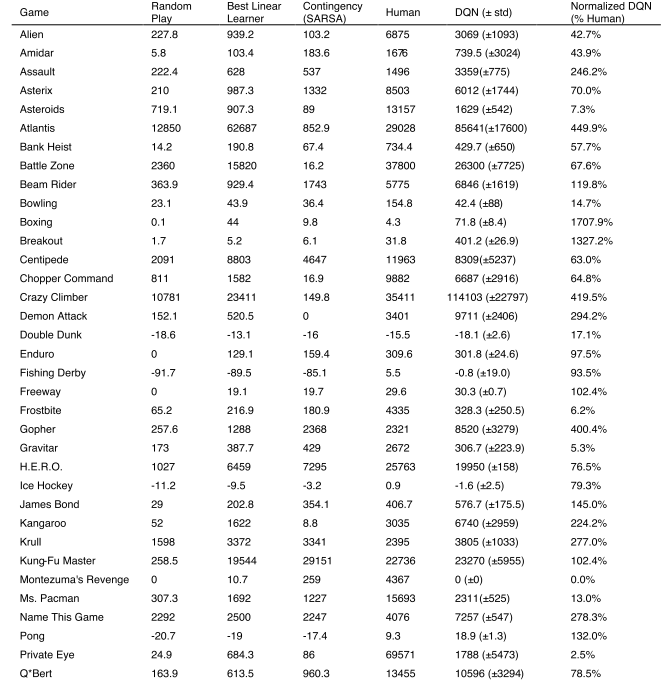 Game Random Play Best Linear Learner Contingency (SARSA) Human DQN (± std) Normalized DQN (% Human)
Alien 227.8 939.2 103.2 6875 3069 (±1093) 42.7%
Amidar 5.8 103.4 183.6 1676 739.5 (±3024) 43.9%
Assault 222.4 628 537 1496 3359(±775) 246.2%
Asterix 210 987.3 1332 8503 6012 (±1744) 70.0%
Asteroids 719.1 907.3 89 13157 1629 (±542) 7.3%
Atlantis 12850 62687 852.9 29028 85641(±17600) 449.9%
Bank Heist 14.2 190.8 67.4 734.4 429.7 (±650) 57.7%
Battle Zone 2360 15820 16.2 37800 26300 (±7725) 67.6%
Beam Rider 363.9 929.4 1743 5775 6846 (±1619) 119.8%
Bowling 23.1 43.9 36.4 154.8 42.4 (±88) 14.7%
Boxing 0.1 44 9.8 4.3 71.8 (±8.4) 1707.9%
Breakout 1.7 5.2 6.1 31.8 401.2 (±26.9) 1327.2%
Centipede 2091 8803 4647 11963 8309(±5237) 63.0%
Chopper Command 811 1582 16.9 9882 6687 (±2916) 64.8%
Crazy Climber 10781 23411 149.8 35411 114103 (±22797) 419.5%
Demon Attack 152.1 520.5 0 3401 9711 (±2406) 294.2%
Double Dunk -18.6 -13.1 -16 -15.5 -18.1 (±2.6) 17.1%
Enduro 0 129.1 159.4 309.6 301.8 (±24.6) 97.5%
Fishing Derby -91.7 -89.5 -85.1 5.5 -0.8 (±19.0) 93.5%
Freeway 0 19.1 19.7 29.6 30.3 (±0.7) 102.4%
Frostbite 65.2 216.9 180.9 4335 328.3 (±250.5) 6.2%
Gopher 257.6 1288 2368 2321 8520 (±3279) 400.4%
Gravitar 173 387.7 429 2672 306.7 (±223.9) 5.3%
H.E.R.O. 1027 6459 7295 25763 19950 (±158) 76.5%
Ice Hockey -11.2 -9.5 -3.2 0.9 -1.6 (±2.5) 79.3%
James Bond 29 202.8 354.1 406.7 576.7 (±175.5) 145.0%
Kangaroo 52 1622 8.8 3035 6740 (±2959) 224.2%
Krull 1598 3372 3341 2395 3805 (±1033) 277.0%
Kung-Fu Master 258.5 19544 29151 22736 23270 (±5955) 102.4%
Montezuma's Revenge 0 10.7 259 4367 0 (±0) 0.0%
Ms. Pacman 307.3 1692 1227 15693 2311(±525) 13.0%
Name This Game 2292 2500 2247 4076 7257 (±547) 278.3%
Pong -20.7 -19 -17.4 9.3 18.9 (±1.3) 132.0%
Private Eye 24.9 684.3 86 69571 1788 (±5473) 2.5%
Q*Bert 163.9 613.5 960.3 13455 10596 (±3294) 78.5%